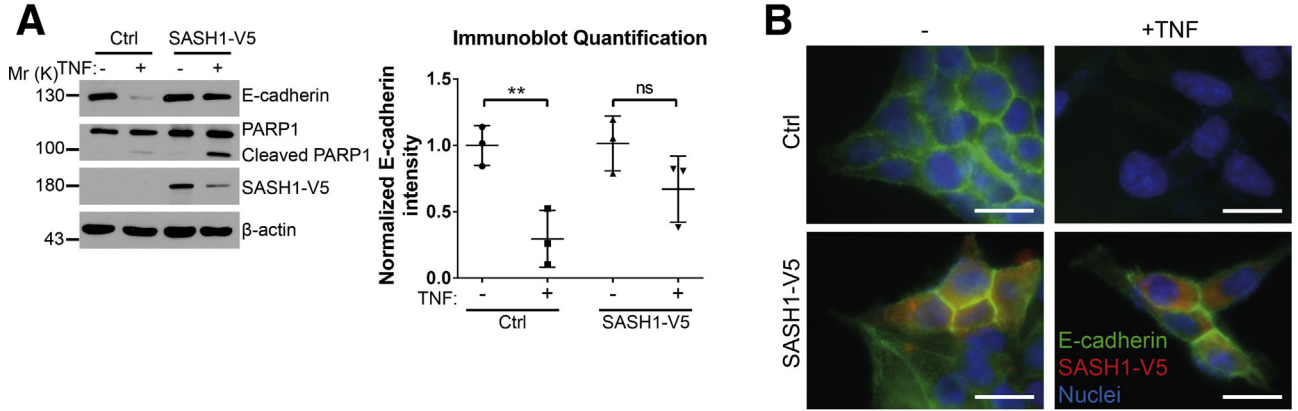 A
Ctrl SASH1-V5
Mr (K) TNF: - + - +
130 E-cadherin
PARP1
100 Cleaved PARP1
180 SASH1-V5
43 β-actin
Immunoblot Quantification
Normalized E-cadherin
intensity
1.5
1.0
0.5
0.0
** ns
TNF: - + - +
Ctrl SASH1-V5
B
- +TNF
Ctrl
SASH1-V5
E-cadherin
SASH1-V5
Nuclei